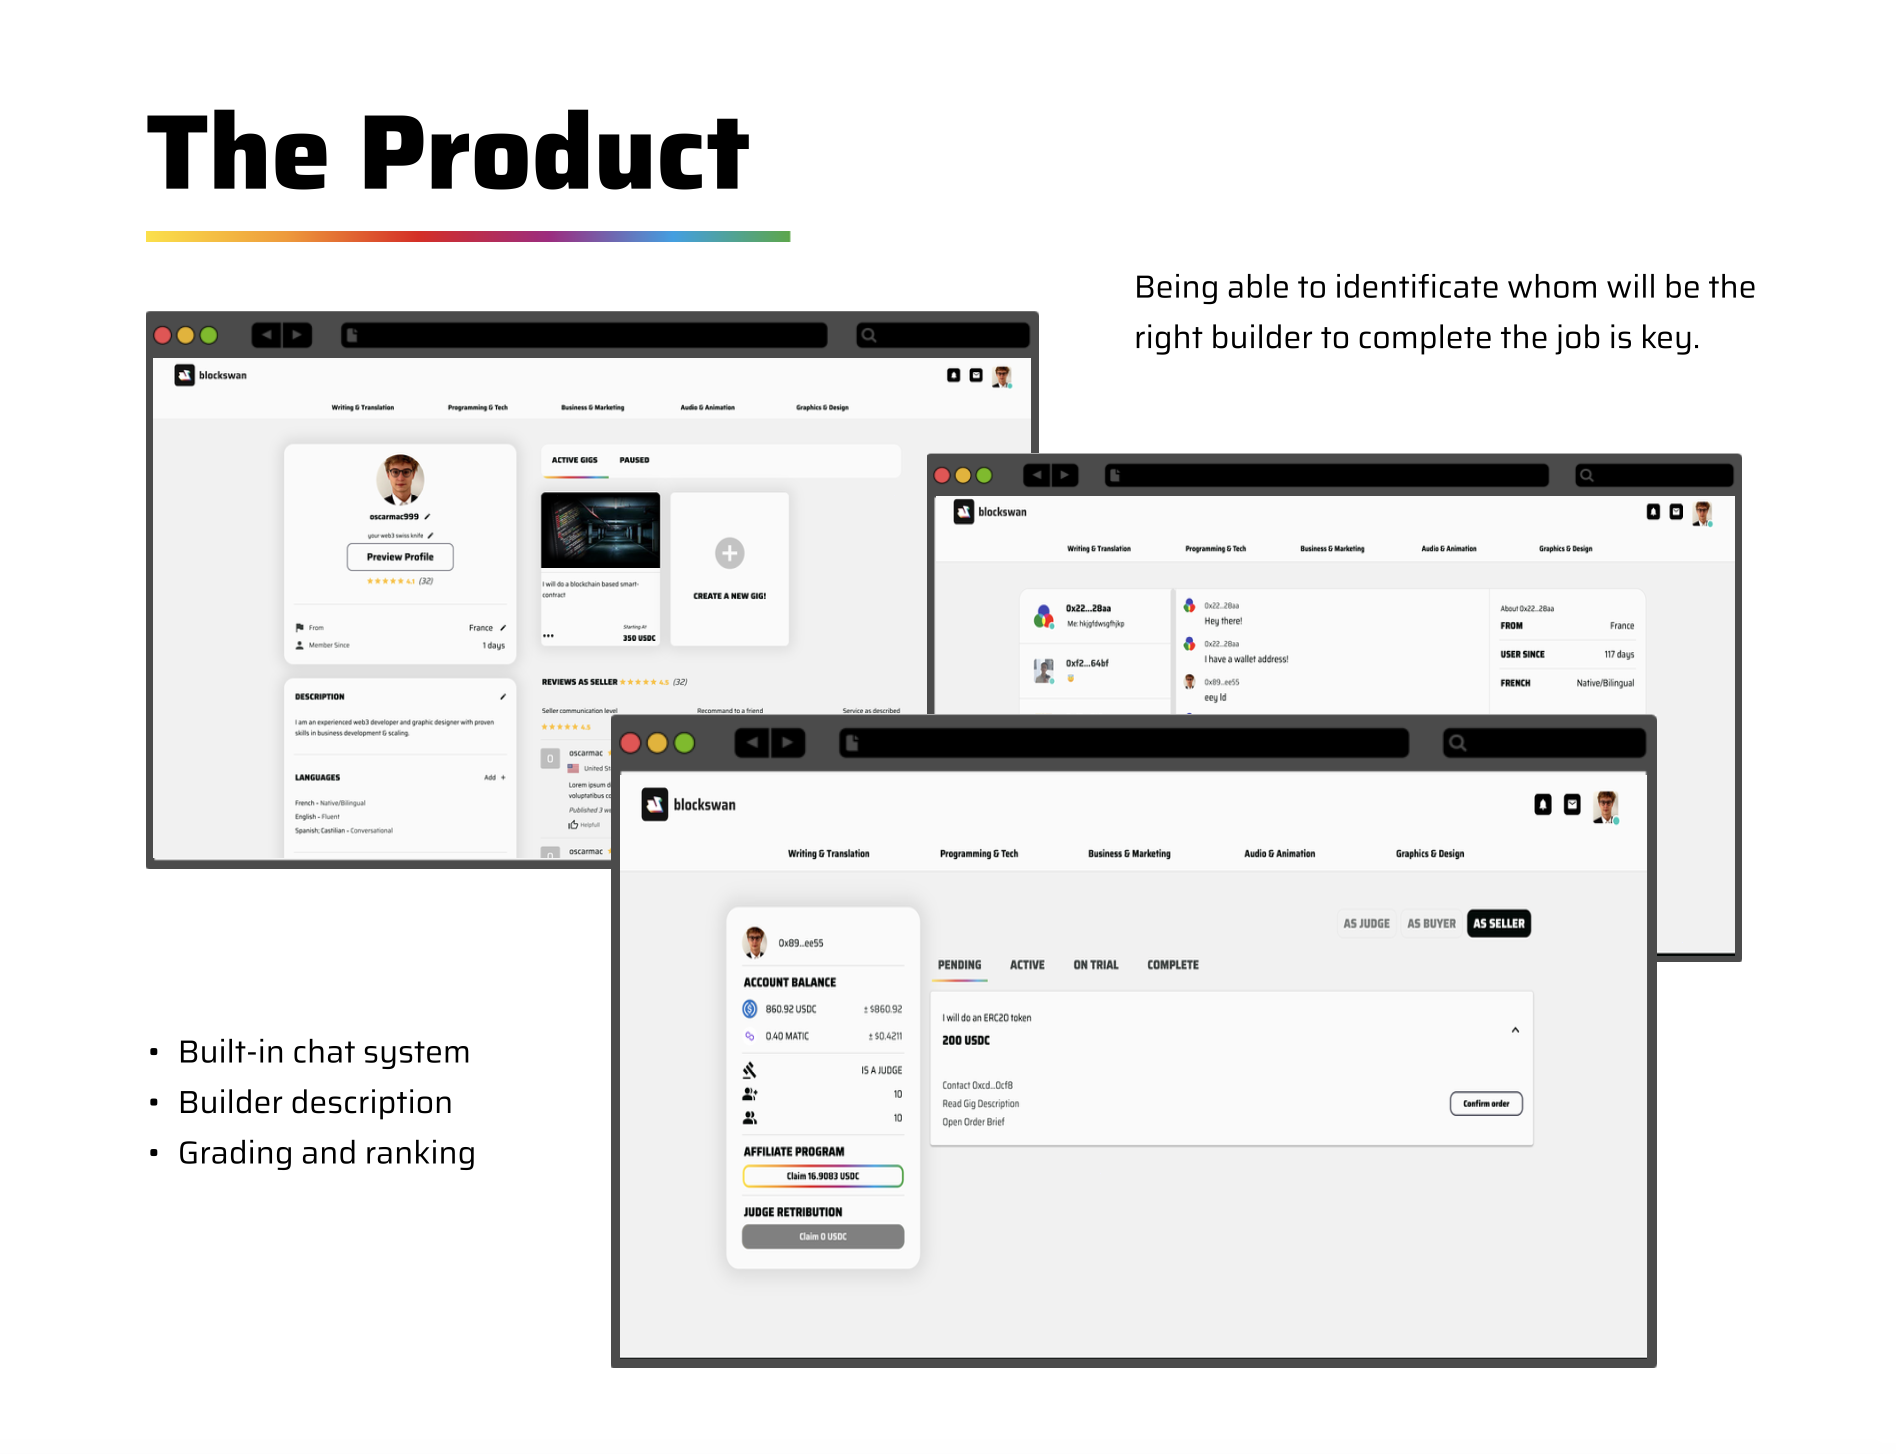 The Product
Being able to identificate whom will be the
right builder to complete the job is key.
blockswan
Writing & Translation Programming & Tech Business & Marketing Audio & Animation Graphics & Design
oscarmac999
your web3 swiss knife
Preview Profile
4.1 (32)
From France
Member Since 1 days
DESCRIPTION
I am an experienced web3 developer and graphic designer with proven
skills in business development & scaling.
LANGUAGES Add +
French - Native/Bilingual
English - Fluent
Spanish; Castilian - Conversational
ACTIVE GIGS PAUSED
I will do a blockchain based smart-
contract
Starting At
350 USDC
CREATE A NEW GIG!
REVIEWS AS SELLER 4.5 (32)
Seller communication level Recommand to a friend Service as described
4.5
O oscarmac
United St
Lorem ipsum d
voluptatibus co
Published 3 we
Helpfull
oscarmac
blockswan
Writing & Translation Programming & Tech Business & Marketing Audio & Animation Graphics & Design
0x22...28aa
Me: hkjgfdwsgfhjkp
0xf2...64bf
0x22...28aa
Hey there!
0x22...28aa
I have a wallet address!
0x89...ee55
eey ld
About 0x22...28aa
FROM France
USER SINCE 117 days
FRENCH Native/Bilingual
blockswan
Writing & Translation Programming & Tech Business & Marketing Audio & Animation Graphics & Design
0x89...ee55
ACCOUNT BALANCE
860.92 USDC ± $860.92
0.40 MATIC ± $0.4211
IS A JUDGE
10
10
AFFILIATE PROGRAM
Claim 16.9083 USDC
JUDGE RETRIBUTION
Claim 0 USDC
AS JUDGE AS BUYER AS SELLER
PENDING ACTIVE ON TRIAL COMPLETE
I will do an ERC20 token
200 USDC
Contact 0xcd...0cf8
Read Gig Description
Open Order Brief
Confirm order
• Built-in chat system
• Builder description
• Grading and ranking